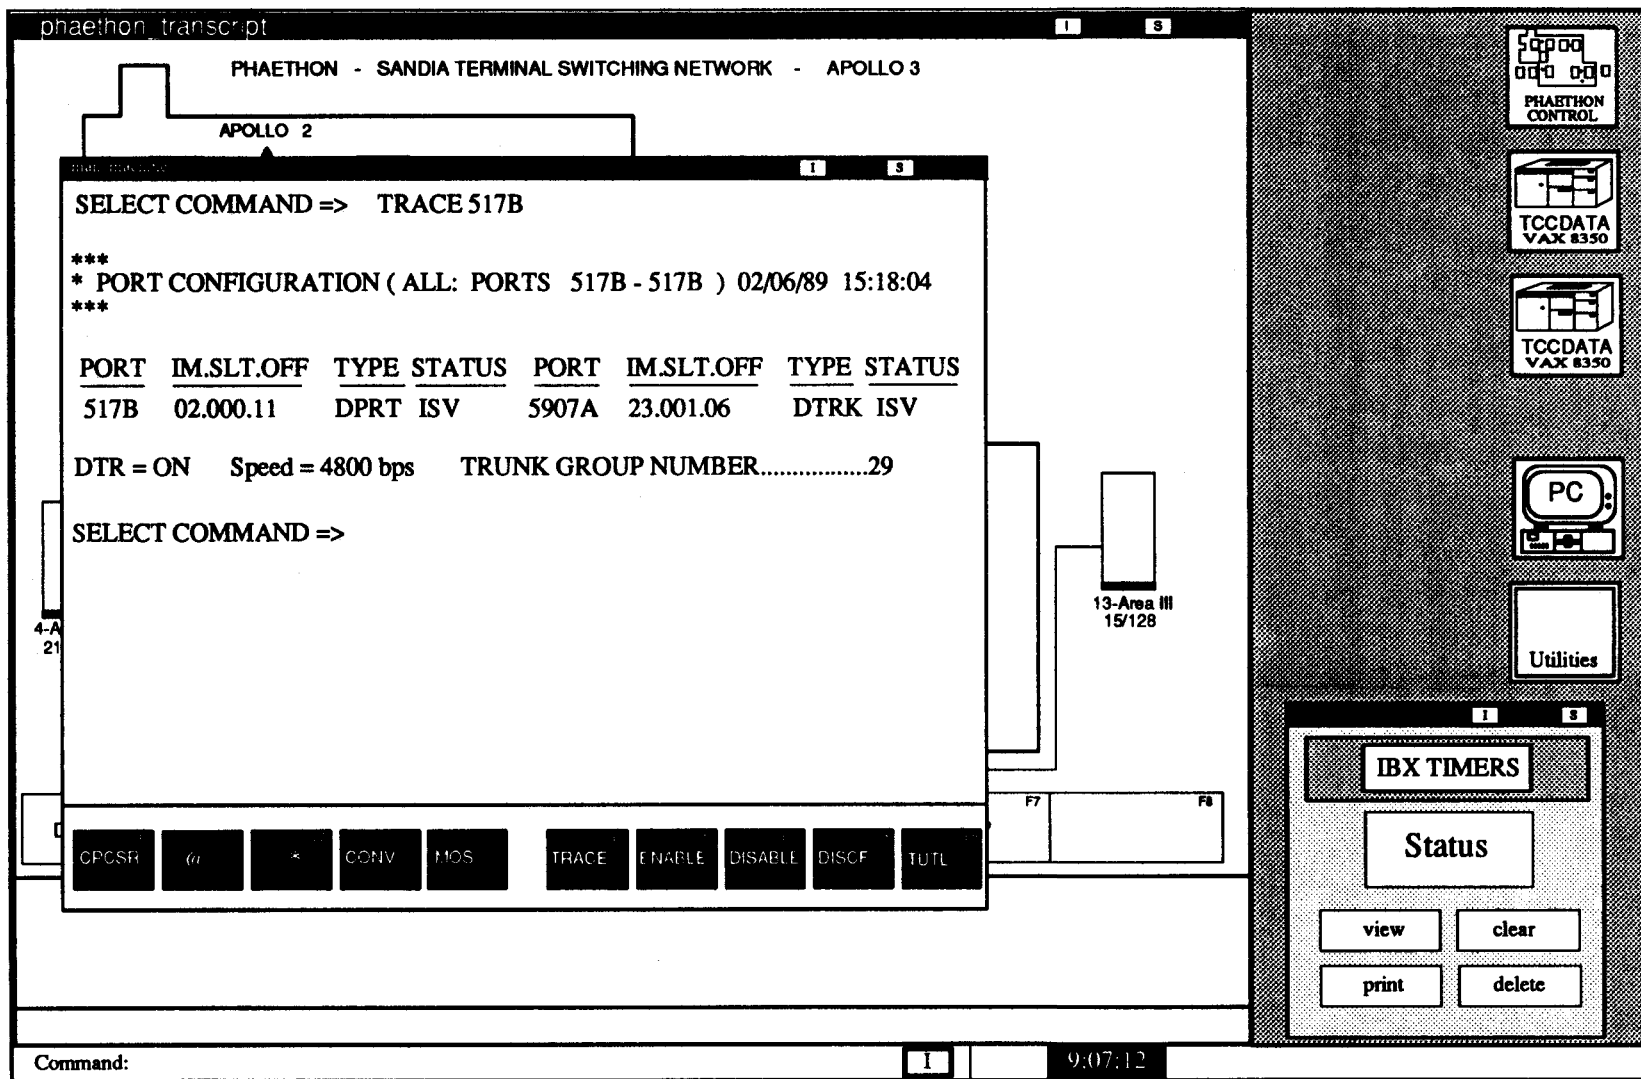 phaethon transcript
I S
PHAETHON - SANDIA TERMINAL SWITCHING NETWORK - APOLLO 3
APOLLO 2
I S
SELECT COMMAND => TRACE 517B
***
* PORT CONFIGURATION ( ALL: PORTS 517B - 517B ) 02/06/89 15:18:04
***
PORT IM.SLT.OFF TYPE STATUS PORT IM.SLT.OFF TYPE STATUS
517B 02.000.11 DPRT ISV 5907A 23.001.06 DTRK ISV
DTR = ON Speed = 4800 bps TRUNK GROUP NUMBER.................29
SELECT COMMAND =>
4-A
21
13-Area III
15/128
F7 F8
CPCSR @ * CONV MOS TRACE ENABLE DISABLE DISCF TUTL
PHAETHON
CONTROL
TCCDATA
VAX 8350
TCCDATA
VAX 8350
PC
Utilities
I S
IBX TIMERS
Status
view clear
print delete
Command: I 9:07:12